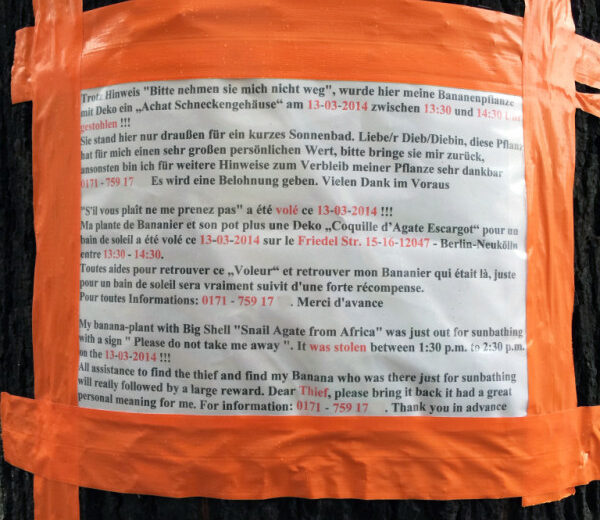 Trotz Hinweis "Bitte nehmen sie mich nicht weg", wurde hier meine Bananenpflanze
mit Deko ein „Achat Schneckengehäuse“ am 13-03-2014 zwischen 13:30 und 14:30 Uhr
gestohlen !!!
Sie stand hier nur draußen für ein kurzes Sonnenbad. Liebe/r Dieb/Diebin, diese Pflanze
hat für mich einen sehr großen persönlichen Wert, bitte bringe sie mir zurück,
ansonsten bin ich für weitere Hinweise zum Verbleib meiner Pflanze sehr dankbar
0171 - 759 17 Es wird eine Belohnung geben. Vielen Dank im Voraus
"S'il vous plaît ne me prenez pas" a été volé ce 13-03-2014 !!!
Ma plante de Bananier et son pot plus une Deko „Coquille d'Agate Escargot“ pour un
bain de soleil a été volé ce 13-03-2014 sur le Friedel Str. 15-16-12047 - Berlin-Neukölln
entre 13:30 - 14:30.
Toutes aides pour retrouver ce „Voleur“ et retrouver mon Bananier qui était là, juste
pour un bain de soleil sera vraiment suivit d'une forte récompense.
Pour toutes Informations: 0171 - 759 17 . Merci d'avance
My banana-plant with Big Shell "Snail Agate from Africa" was just out for sunbathing
with a sign " Please do not take me away ". It was stolen between 1:30 p.m. to 2:30 p.m.
on the 13-03-2014 !!!
All assistance to find the thief and find my Banana who was there just for sunbathing
will really followed by a large reward. Dear Thief, please bring it back it had a great
personal meaning for me. For information: 0171 - 759 17 . Thank you in advance